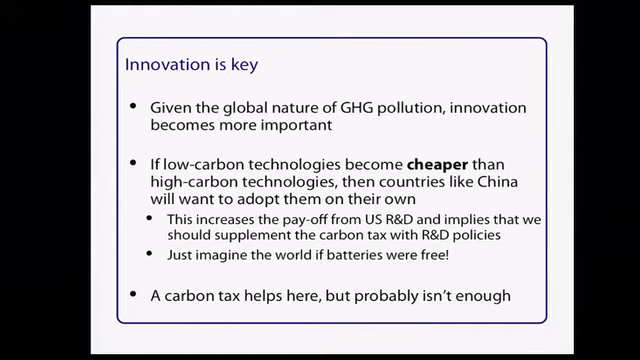 Innovation is key
• Given the global nature of GHG pollution, innovation
becomes more important
• If low-carbon technologies become cheaper than
high-carbon technologies, then countries like China
will want to adopt them on their own
• This increases the pay-off from US R&D and implies that we
should supplement the carbon tax with R&D policies
• Just imagine the world if batteries were free!
• A carbon tax helps here, but probably isn't enough